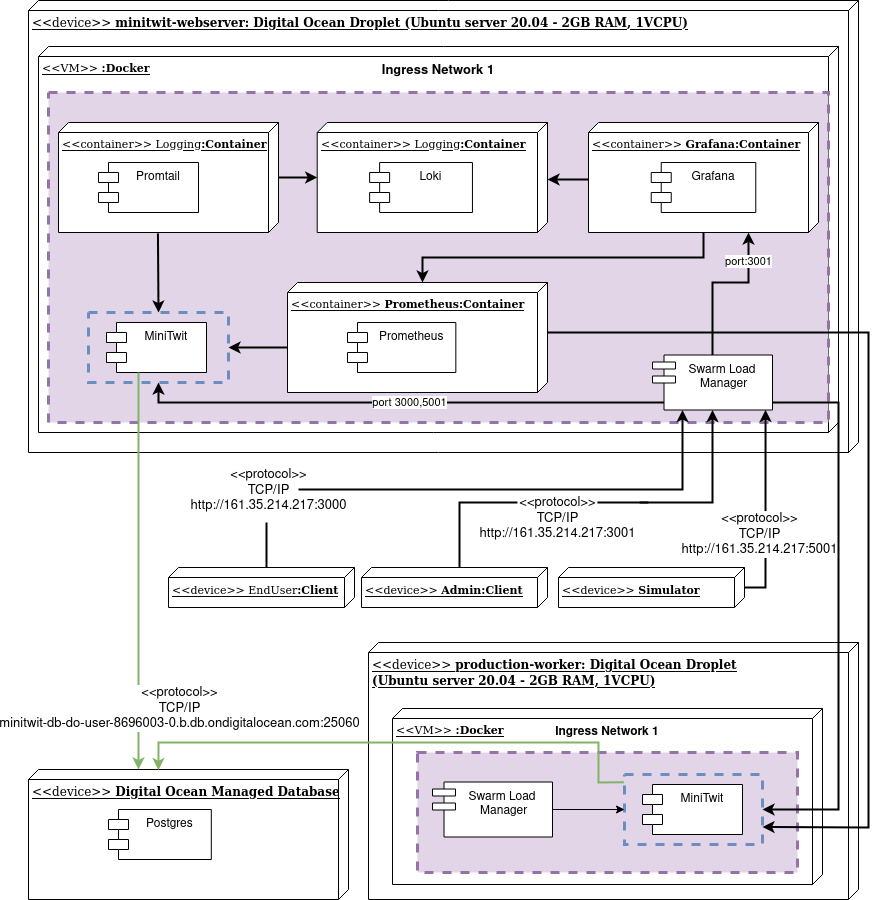 <<device>> minitwit-webserver: Digital Ocean Droplet (Ubuntu server 20.04 - 2GB RAM, 1VCPU)
<<VM>> :Docker
Ingress Network 1
<<container>> Logging:Container
Promtail
<<container>> Logging:Container
Loki
<<container>> Grafana:Container
Grafana
port:3001
<<container>> Prometheus:Container
Prometheus
MiniTwit
Swarm Load
Manager
port 3000,5001
<<protocol>>
TCP/IP
http://161.35.214.217:3000
<<protocol>>
TCP/IP
http://161.35.214.217:3001
<<protocol>>
TCP/IP
http://161.35.214.217:5001
<<device>> EndUser:Client
<<device>> Admin:Client
<<device>> Simulator
<<protocol>>
TCP/IP
minitwit-db-do-user-8696003-0.b.db.ondigitalocean.com:25060
<<device>> Digital Ocean Managed Database
Postgres
<<device>> production-worker: Digital Ocean Droplet
(Ubuntu server 20.04 - 2GB RAM, 1VCPU)
<<VM>> :Docker
Ingress Network 1
Swarm Load
Manager
MiniTwit